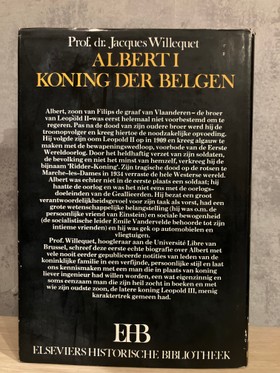 Prof. dr. Jacques Willequet
ALBERT I
KONING DER BELGEN
Albert, zoon van Filips de graaf van Vlaanderen – de broer
van Leopold II – was eerst helemaal niet voorbestemd om te
regeren. Pas na de dood van zijn oudere broer werd hij de
troonopvolger en kreeg hiertoe de noodzakelijke opvoeding.
Hij volgde zijn oom Leopold II op in 1909 en kreeg alzo te
maken met de bewapeningswedloop, voorbode van de Eerste
Wereldoorlog. Door het heldhaftig verzet van zijn soldaten,
de bevolking en niet het minst van hemzelf, verkreeg hij de
bijnaam 'Ridder-Koning'. Zijn tragische dood op de rotsen te
Marche-les-Dames in 1934 verraste de hele Westerse wereld.
Albert was echter niet in de eerste plaats een soldaat; hij
haatte de oorlog en was het niet eens met de oorlogs-
doeleinden van de Geallieerden. Hij bezat een groot
verantwoordelijkheidsgevoel voor zijn taak als vorst, had een
grote wetenschappelijke belangstelling (hij was o.m. de
persoonlijke vriend van Einstein) en sociale bewogenheid
(de socialistische leider Emile Vandervelde behoorde tot zijn
intieme vrienden) en hij was gek op automobielen en
vliegtuigen.
Prof. Willequet, hoogleraar aan de Université Libre van
Brussel, schreef deze eerste echte biografie over Albert met
vele nooit eerder gepubliceerde notities van leden van de
koninklijke familie in een verfijnde, persoonlijke stijl en laat
ons kennismaken met een man die in plaats van koning
liever ingenieur had willen worden, een wat eigenzinnig en
soms eenzaam man die zijn heil zocht in boeken en met
wie zijn oudste zoon, de latere koning Leopold III, menig
karaktertrek gemeen had.
EHB
ELSEVIERS HISTORISCHE BIBLIOTHEEK